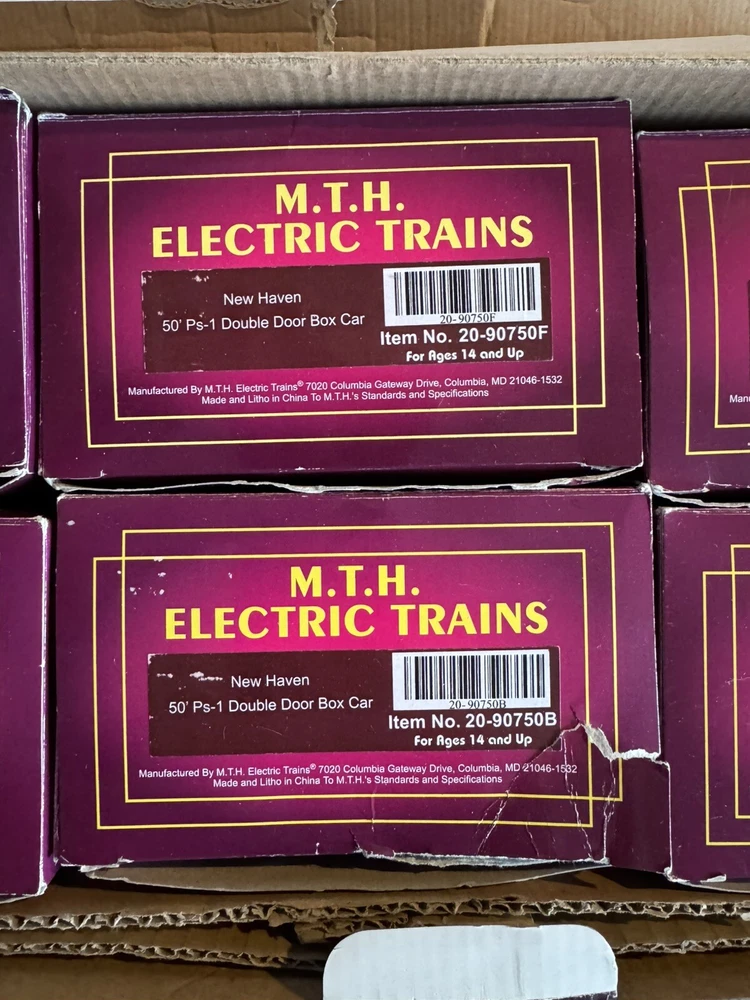 M.T.H.
ELECTRIC TRAINS
New Haven
50' Ps-1 Double Door Box Car
20-90750F
Item No. 20-90750F
For Ages 14 and Up
Manufactured By M.T.H. Electric Trains® 7020 Columbia Gateway Drive, Columbia, MD 21046-1532
Made and Litho in China To M.T.H.'s Standards and Specifications
M.T.H.
ELECTRIC TRAINS
New Haven
50' Ps-1 Double Door Box Car
20-90750B
Item No. 20-90750B
For Ages 14 and Up
Manufactured By M.T.H. Electric Trains® 7020 Columbia Gateway Drive, Columbia, MD 21046-1532
Made and Litho in China To M.T.H.'s Standards and Specifications